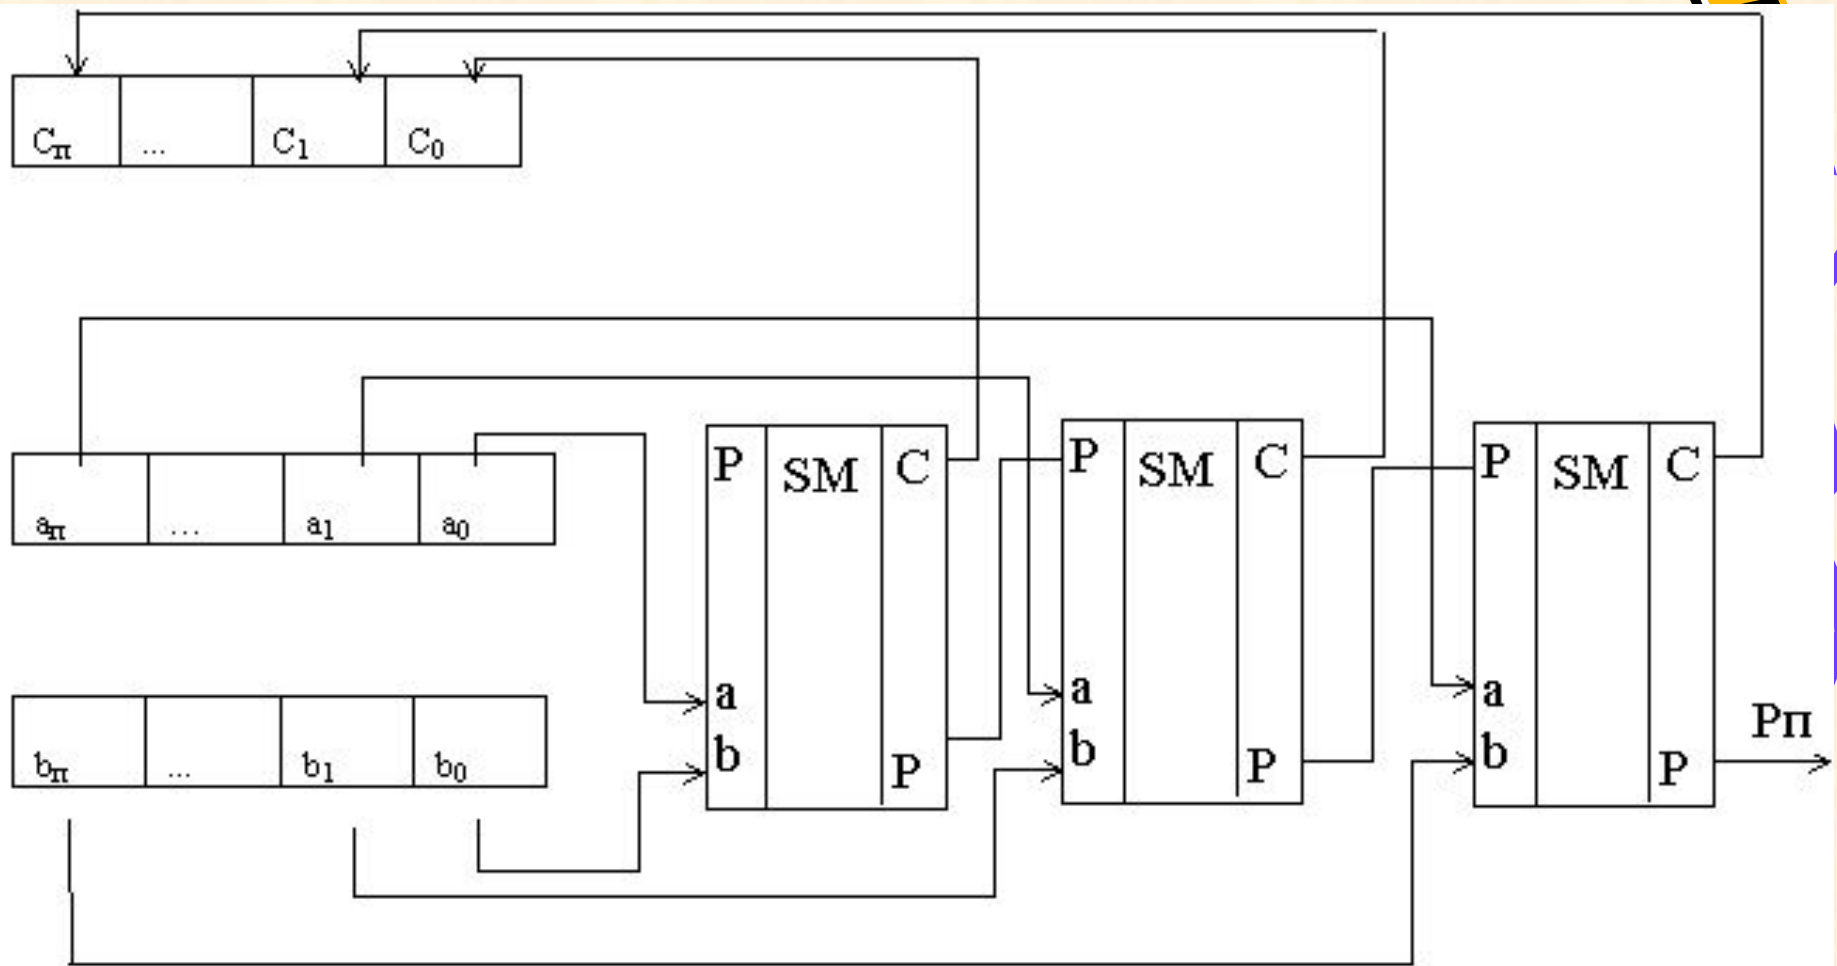 Cп ... C1 C0
aп ... a1 a0
bп ... b1 b0
P SM C
a
b
P
P SM C
a
b
P
P SM C
a
b
P
Pп